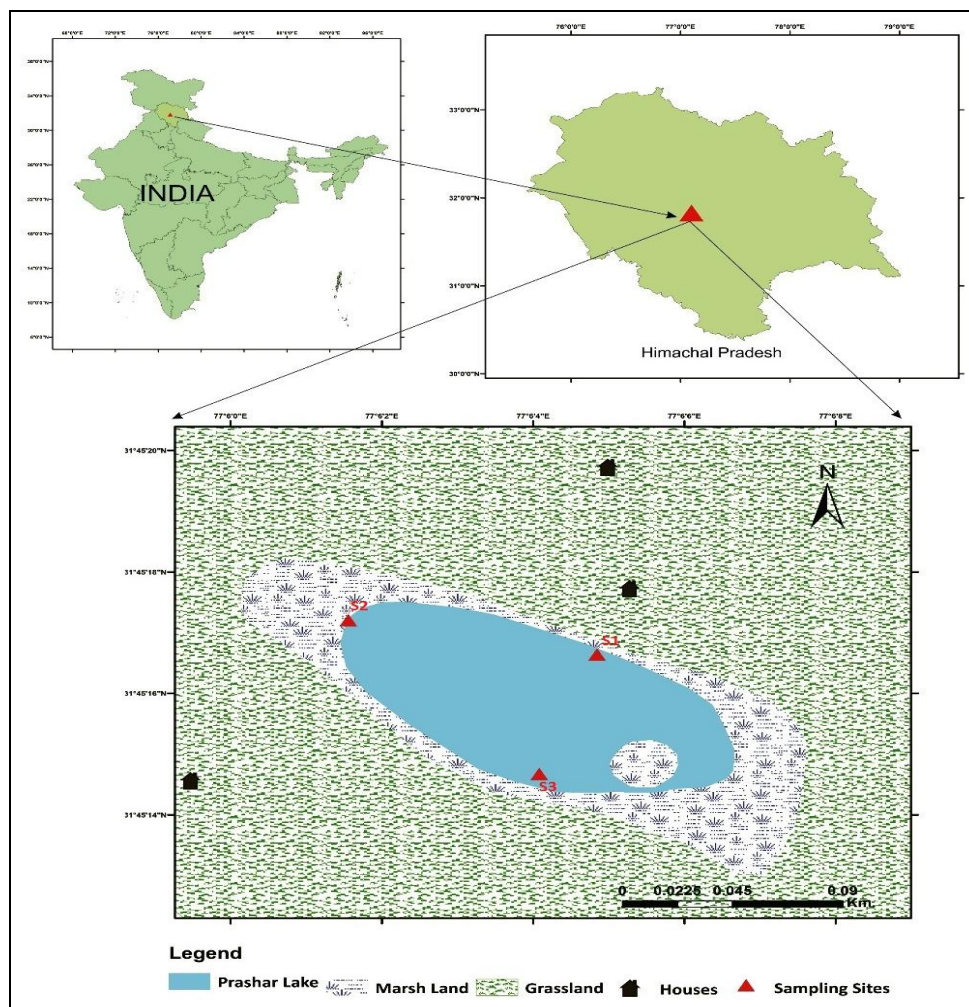 76°0'0"E 77°0'0"E 78°0'0"E 79°0'0"E
33°0'0"N
32°0'0"N
31°0'0"N
30°0'0"N
INDIA
Himachal Pradesh
77°6'0"E 77°6'2"E 77°6'4"E 77°6'6"E 77°6'8"E
31°45'20"N
31°45'18"N
31°45'16"N
31°45'14"N
N
S2
S1
S3
0 0.0225 0.045 0.09
Km
Legend
Prashar Lake Marsh Land Grassland Houses Sampling Sites